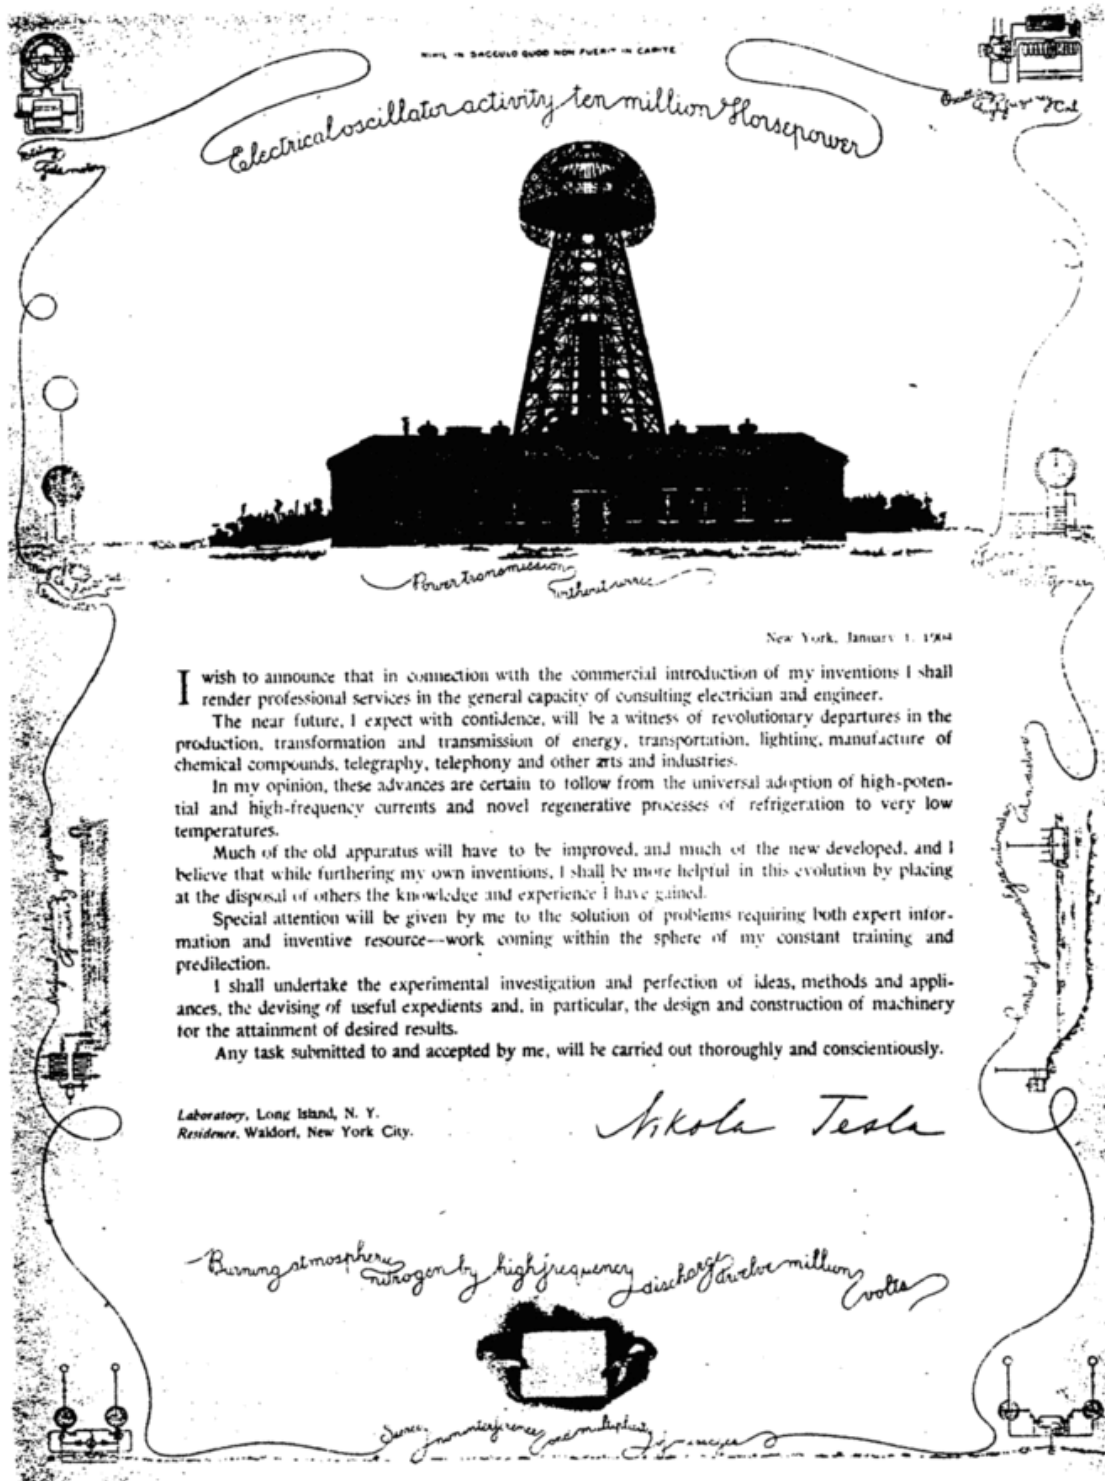 NIHIL IN SACCULO QUOD NON FUERIT IN CAPITE
Electrical oscillator activity ten million Horsepower
Power transmission without wires
New York, January 1, 1904
I wish to announce that in connection with the commercial introduction of my inventions I shall
render professional services in the general capacity of consulting electrician and engineer.
The near future, I expect with confidence, will be a witness of revolutionary departures in the
production, transformation and transmission of energy, transportation, lighting, manufacture of
chemical compounds, telegraphy, telephony and other arts and industries.
In my opinion, these advances are certain to follow from the universal adoption of high-poten-
tial and high-frequency currents and novel regenerative processes of refrigeration to very low
temperatures.
Much of the old apparatus will have to be improved, and much of the new developed, and I
believe that while furthering my own inventions, I shall be more helpful in this evolution by placing
at the disposal of others the knowledge and experience I have gained.
Special attention will be given by me to the solution of problems requiring both expert infor-
mation and inventive resource—work coming within the sphere of my constant training and
predilection.
I shall undertake the experimental investigation and perfection of ideas, methods and appli-
ances, the devising of useful expedients and, in particular, the design and construction of machinery
for the attainment of desired results.
Any task submitted to and accepted by me, will be carried out thoroughly and conscientiously.
Laboratory, Long Island, N. Y.
Residence, Waldorf, New York City.
Nikola Tesla
Burning atmospheric nitrogen by high frequency discharge twelve million volts
noninterference and multiplicity